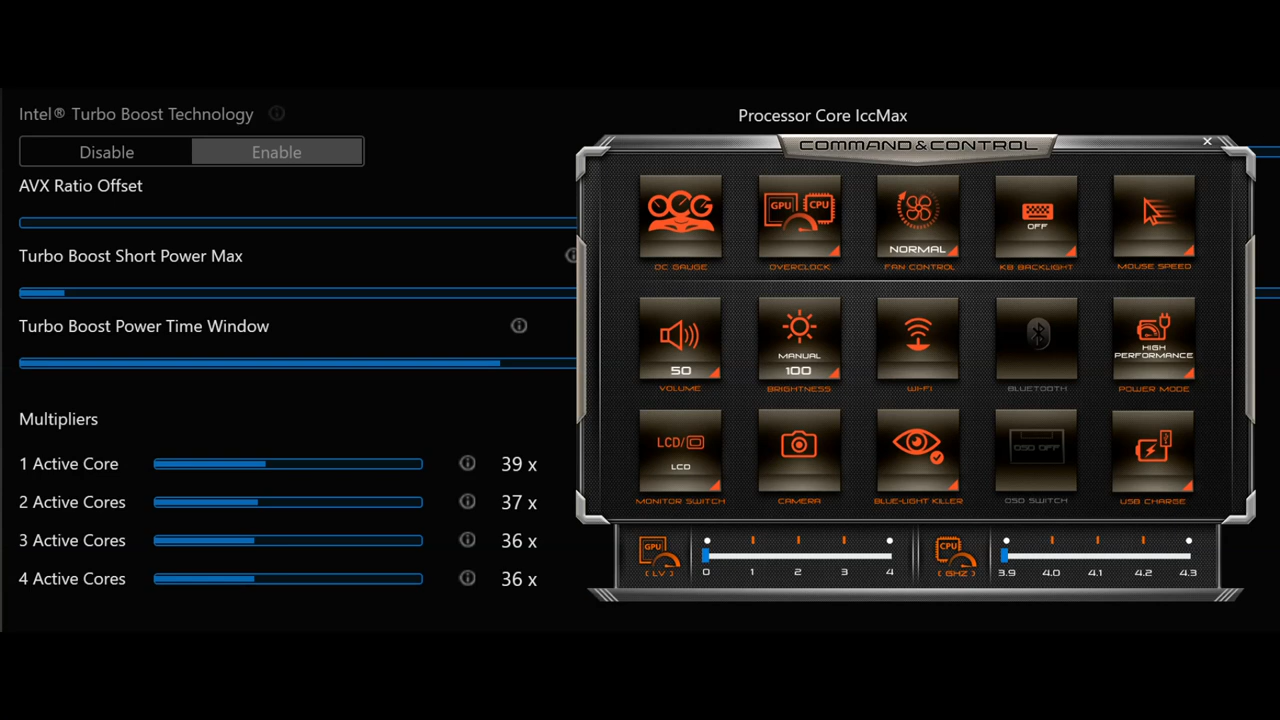 Intel® Turbo Boost Technology
Disable
Enable
AVX Ratio Offset
Turbo Boost Short Power Max
Turbo Boost Power Time Window
Multipliers
1 Active Core
39 x
2 Active Cores
37 x
3 Active Cores
36 x
4 Active Cores
36 x
Processor Core IccMax
COMMAND & CONTROL
OCG
OC GAUGE
GPU
CPU
OVERCLOCK
NORMAL
FAN CONTROL
OFF
KB BACKLIGHT
MOUSE SPEED
50
VOLUME
MANUAL
100
BRIGHTNESS
WI-FI
BLUETOOTH
HIGH
PERFORMANCE
POWER MODE
LCD/
LCD
MONITOR SWITCH
CAMERA
BLUE-LIGHT KILLER
OSD OFF
OSD SWITCH
USB CHARGE
GPU
(LV)
0 1 2 3 4
CPU
(GHZ)
3.9 4.0 4.1 4.2 4.3